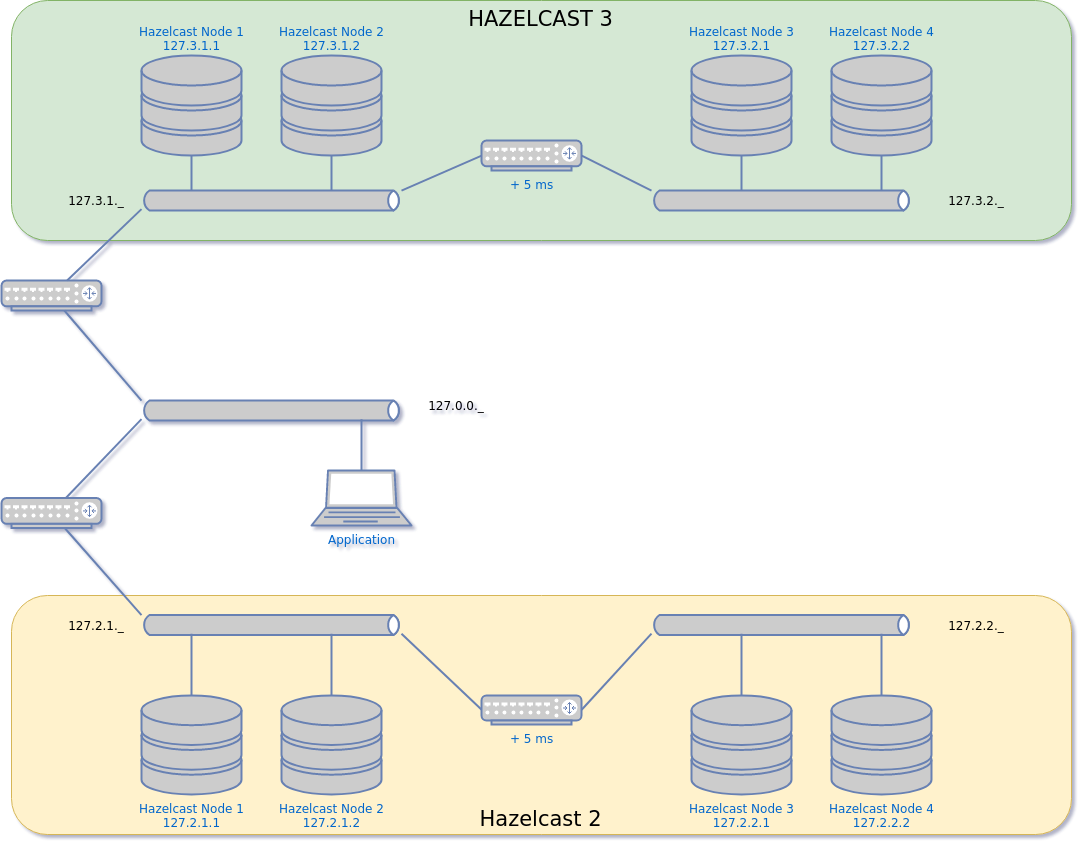 HAZELCAST 3
Hazelcast Node 1
127.3.1.1
Hazelcast Node 2
127.3.1.2
Hazelcast Node 3
127.3.2.1
Hazelcast Node 4
127.3.2.2
+ 5 ms
127.3.1._
127.3.2._
127.0.0._
Application
127.2.1._
127.2.2._
+ 5 ms
Hazelcast Node 1
127.2.1.1
Hazelcast Node 2
127.2.1.2
Hazelcast Node 3
127.2.2.1
Hazelcast Node 4
127.2.2.2
Hazelcast 2